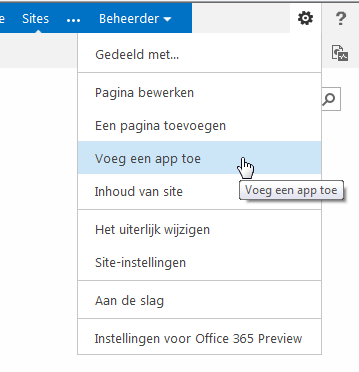 e Sites ... Beheerder ?
Gedeeld met...
Pagina bewerken
Een pagina toevoegen
Voeg een app toe
Voeg een app toe
Inhoud van site
Het uiterlijk wijzigen
Site-instellingen
Aan de slag
Instellingen voor Office 365 Preview